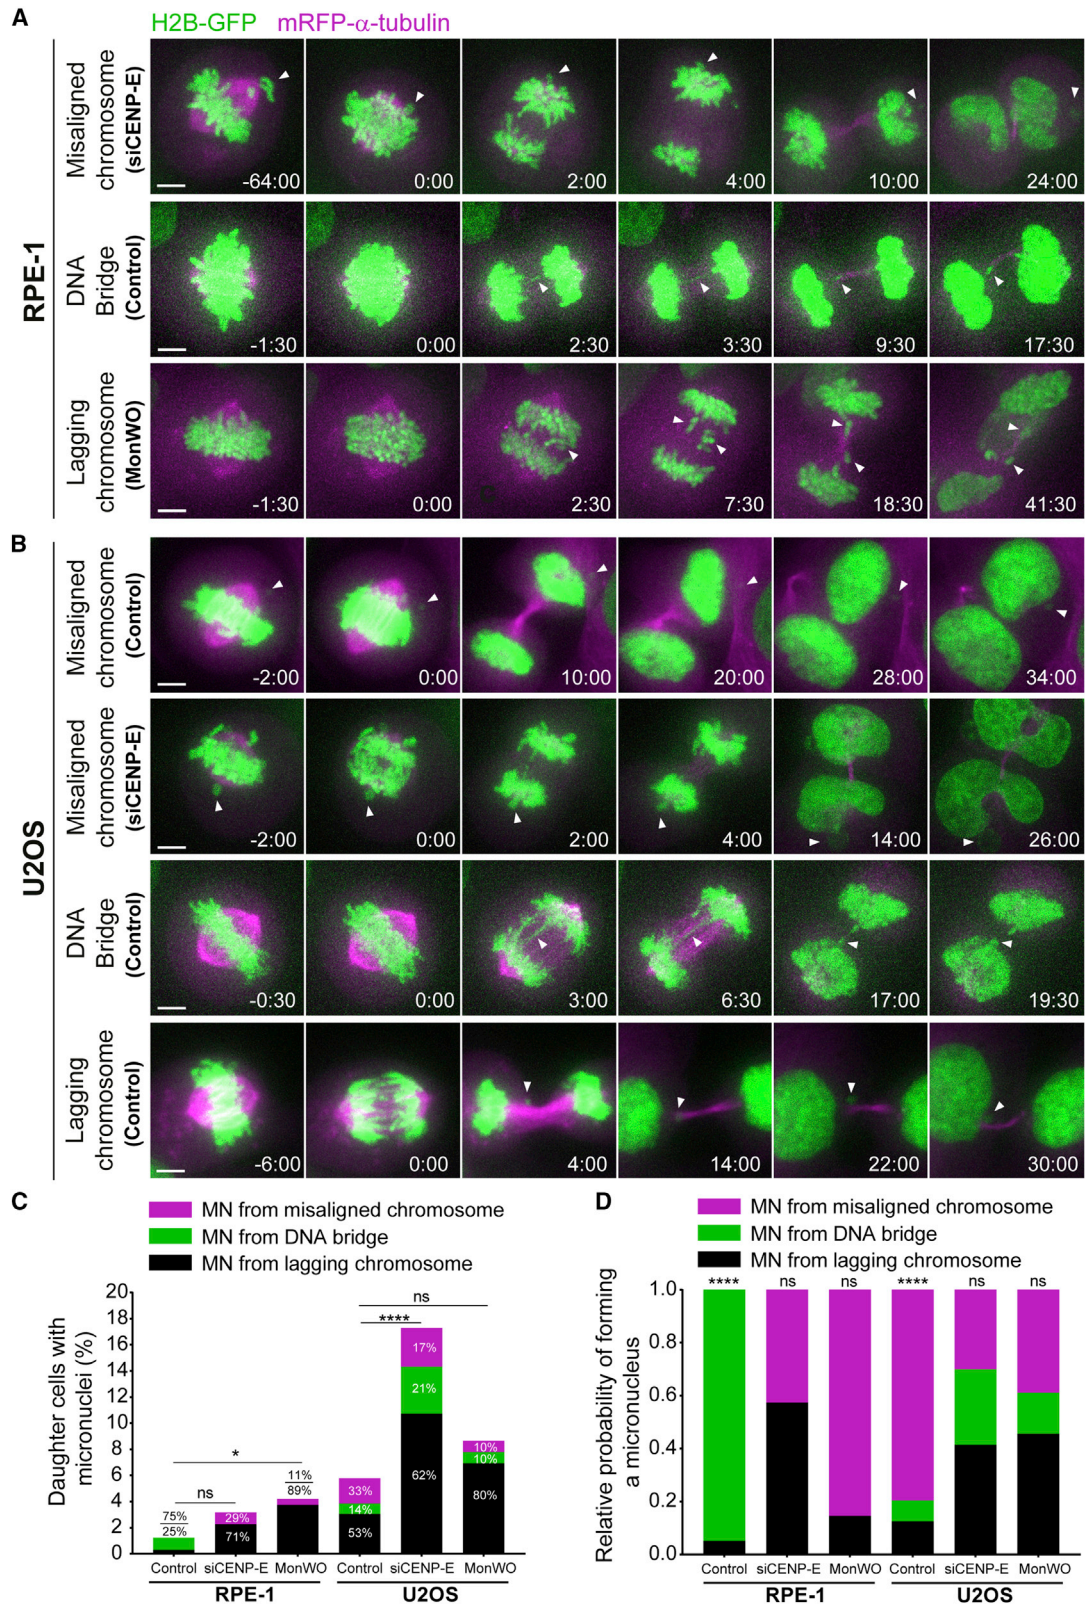 A
H2B-GFP mRFP-α-tubulin
RPE-1
Misaligned
chromosome
(siCENP-E)
-64:00 0:00 2:00 4:00 10:00 24:00
DNA
Bridge
(Control)
-1:30 0:00 2:30 3:30 9:30 17:30
Lagging
chromosome
(MonWO)
-1:30 0:00 2:30 7:30 18:30 41:30
B
U2OS
Misaligned
chromosome
(Control)
-2:00 0:00 10:00 20:00 28:00 34:00
Misaligned
chromosome
(siCENP-E)
-2:00 0:00 2:00 4:00 14:00 26:00
DNA
Bridge
(Control)
-0:30 0:00 3:00 6:30 17:00 19:30
Lagging
chromosome
(Control)
-6:00 0:00 4:00 14:00 22:00 30:00
C
MN from misaligned chromosome
MN from DNA bridge
MN from lagging chromosome
Daughter cells with
micronuclei (%)
20
18
16
14
12
10
8
6
4
2
0
ns
****
*
ns
75%
25%
29%
71%
11%
89%
33%
14%
53%
17%
21%
62%
10%
10%
80%
Control siCENP-E MonWO Control siCENP-E MonWO
RPE-1 U2OS
D
MN from misaligned chromosome
MN from DNA bridge
MN from lagging chromosome
Relative probability of forming
a micronucleus
1.0
0.8
0.6
0.4
0.2
0.0
**** ns ns **** ns ns
Control siCENP-E MonWO Control siCENP-E MonWO
RPE-1 U2OS